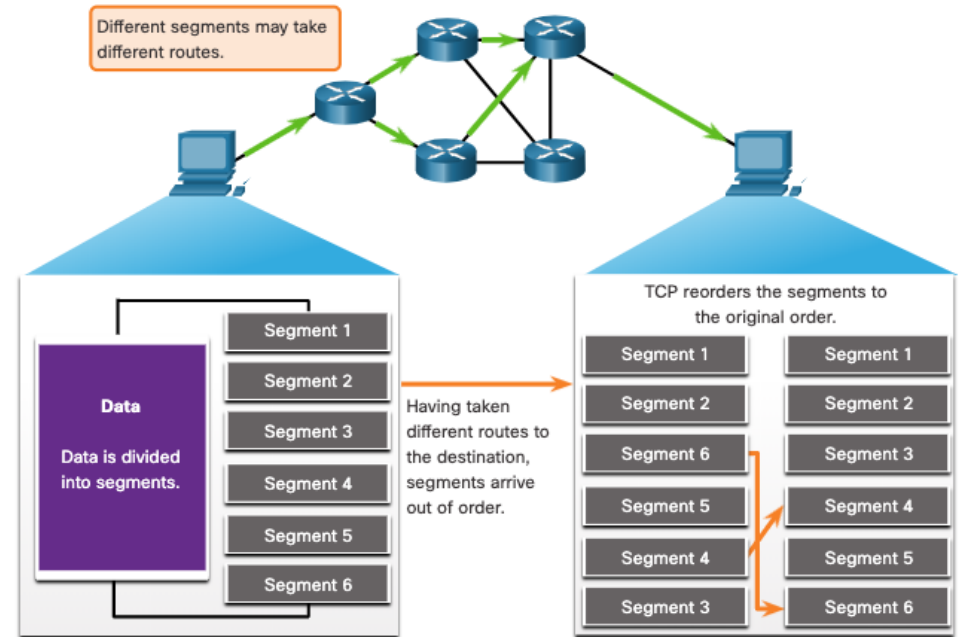 Different segments may take
different routes.
Data
Data is divided
into segments.
Segment 1
Segment 2
Segment 3
Segment 4
Segment 5
Segment 6
Having taken
different routes to
the destination,
segments arrive
out of order.
TCP reorders the segments to
the original order.
Segment 1
Segment 2
Segment 6
Segment 5
Segment 4
Segment 3
Segment 1
Segment 2
Segment 3
Segment 4
Segment 5
Segment 6